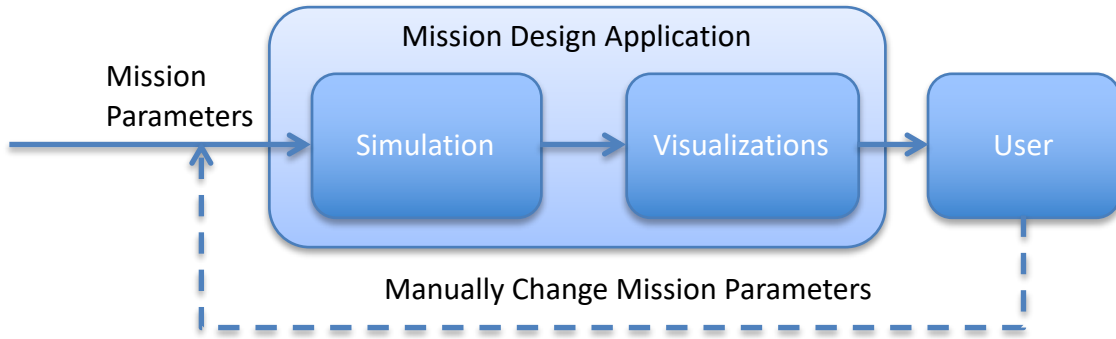 Mission Design Application
Mission
Parameters
Simulation
Visualizations
User
Manually Change Mission Parameters